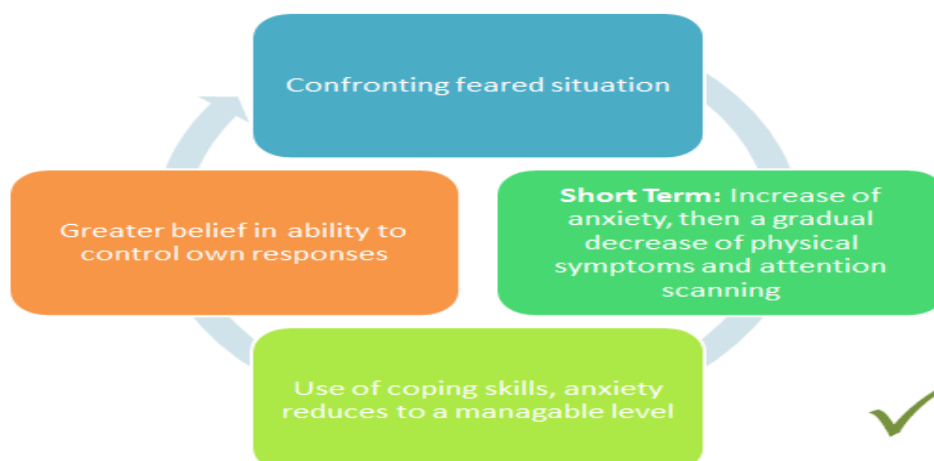 Confronting feared situation
Short Term: Increase of
anxiety, then a gradual
decrease of physical
symptoms and attention
scanning
Greater belief in ability to
control own responses
Use of coping skills, anxiety
reduces to a managable level